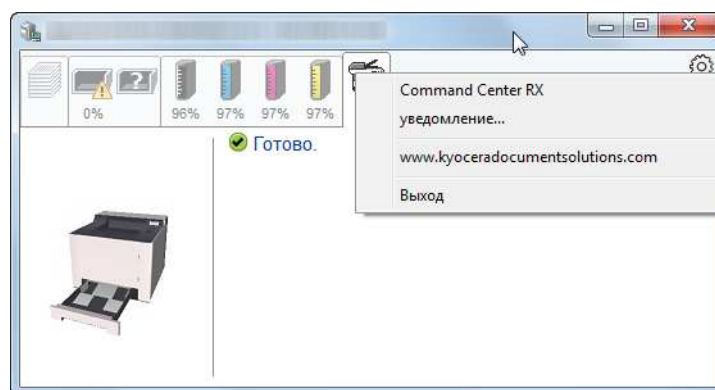 0%
96%
97%
97%
97%
Готово.
Command Center RX
уведомление...
www.kyoceradocumentsolutions.com
Выход